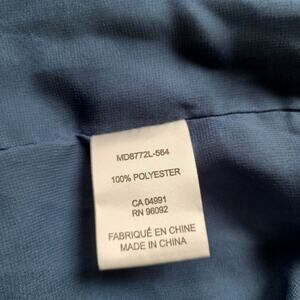 MD8772L-564
100% POLYESTER
CA 04991
RN 96092
FABRIQUÉ EN CHINE
MADE IN CHINA